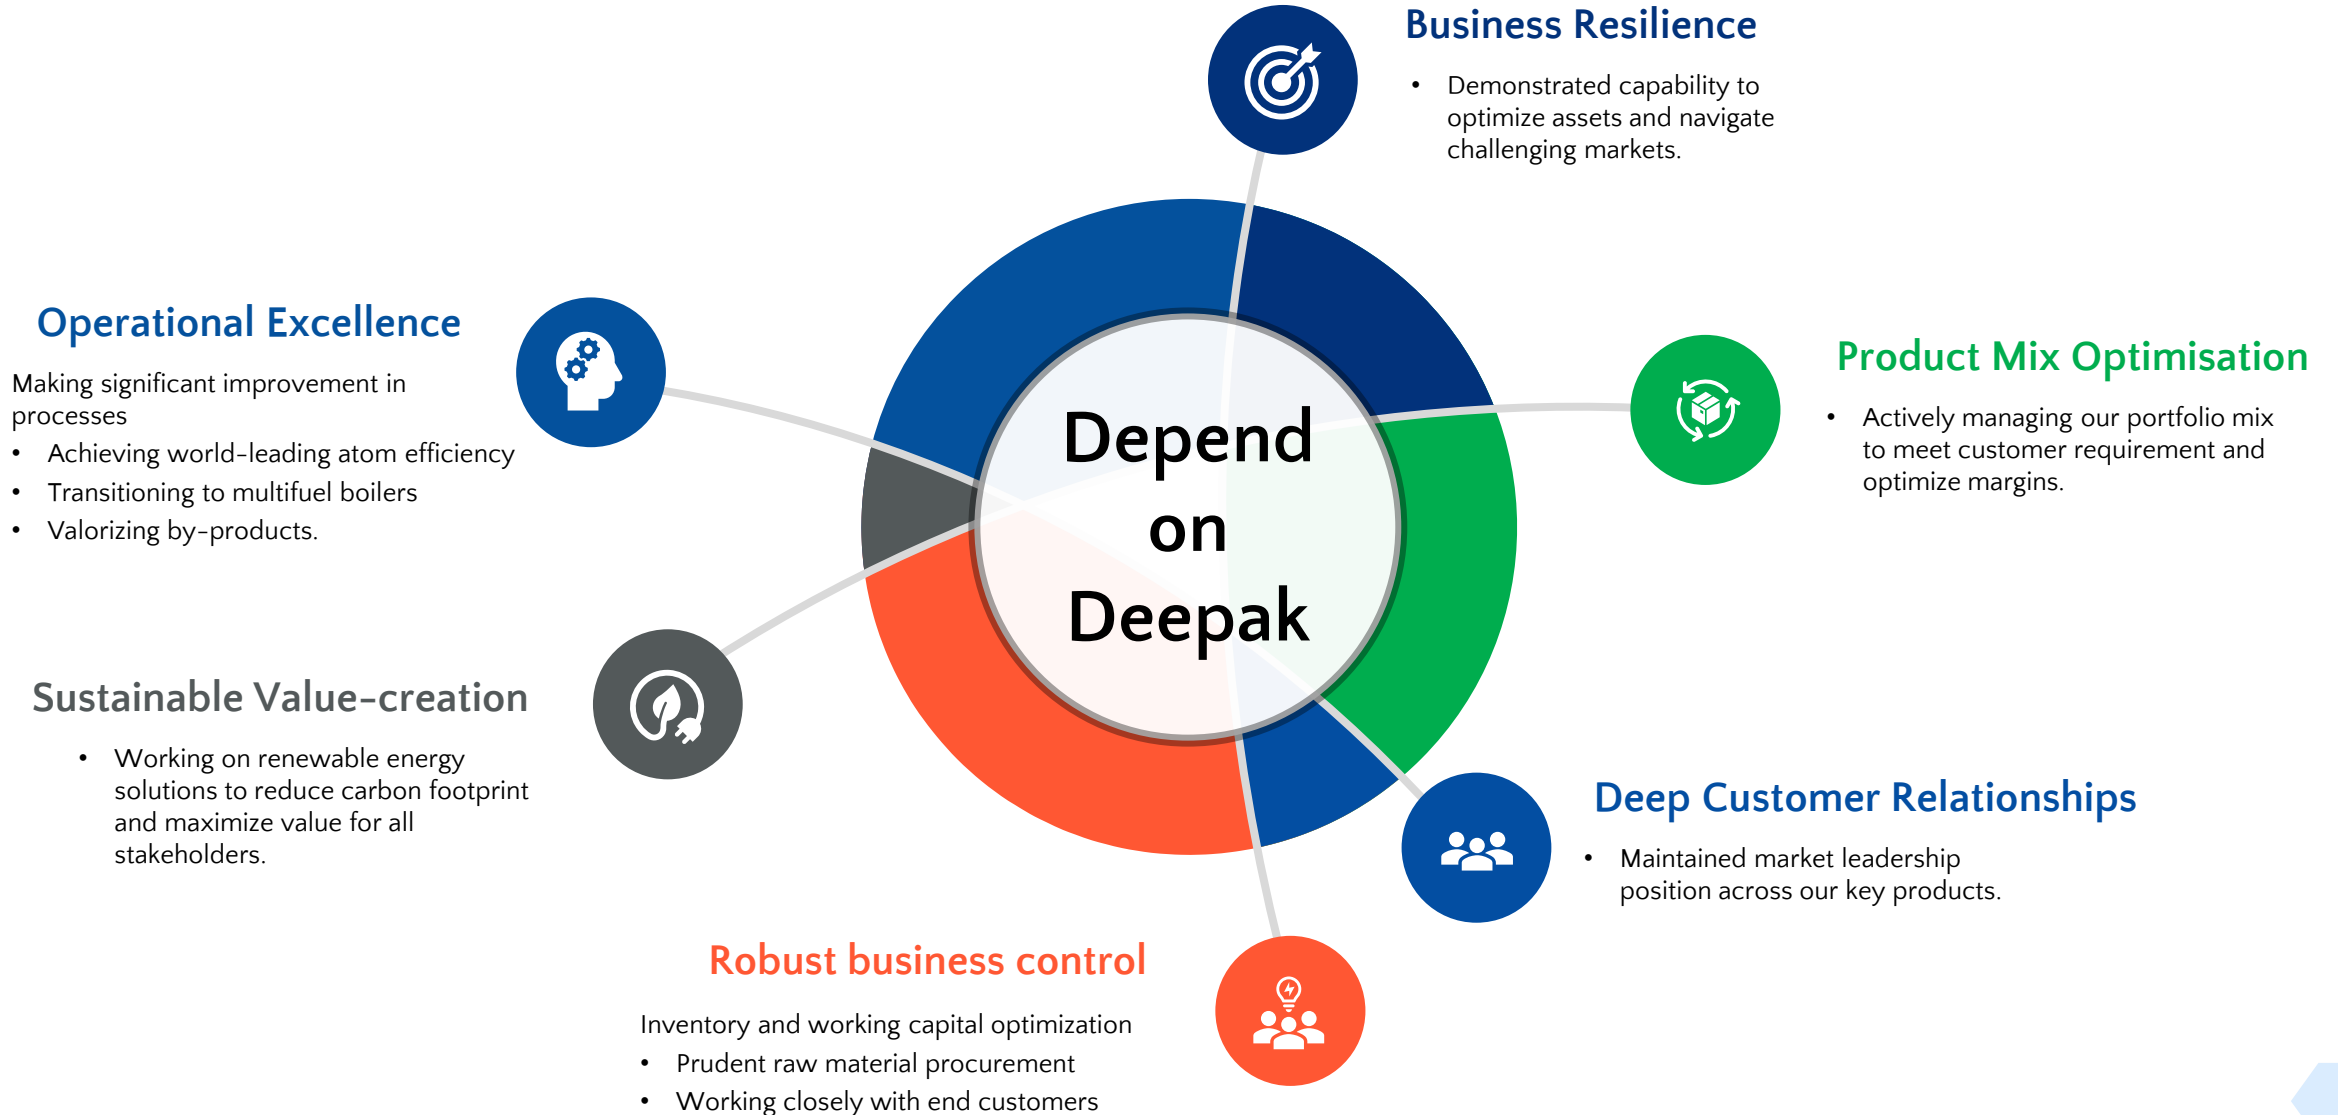 Business Resilience
• Demonstrated capability to
optimize assets and navigate
challenging markets.
Operational Excellence
Making significant improvement in
processes
• Achieving world-leading atom efficiency
• Transitioning to multifuel boilers
• Valorizing by-products.
Product Mix Optimisation
• Actively managing our portfolio mix
to meet customer requirement and
optimize margins.
Depend
on
Deepak
Sustainable Value-creation
• Working on renewable energy
solutions to reduce carbon footprint
and maximize value for all
stakeholders.
Deep Customer Relationships
• Maintained market leadership
position across our key products.
Robust business control
Inventory and working capital optimization
• Prudent raw material procurement
• Working closely with end customers